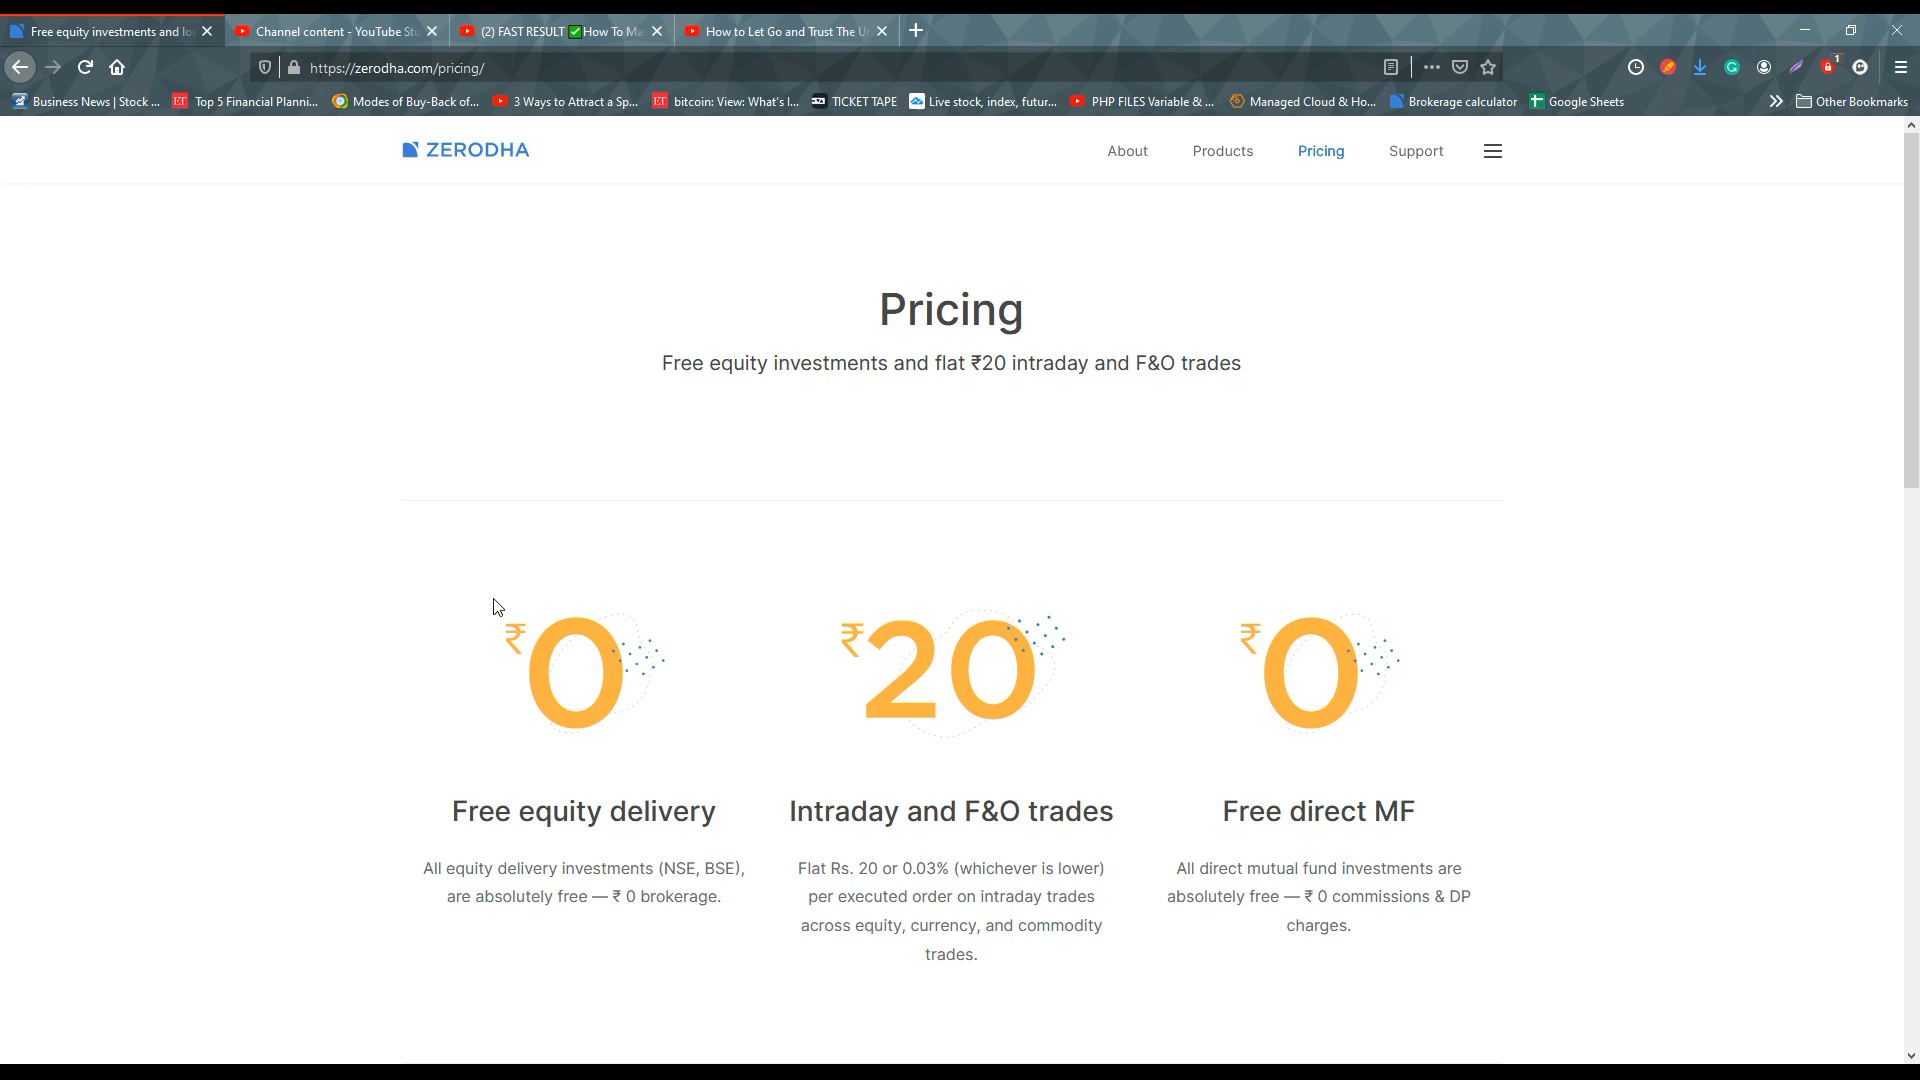 Free equity investments and lo
Channel content - YouTube Stu
(2) FAST RESULT ✅How To Ma
How to Let Go and Trust The U
https://zerodha.com/pricing/
1
Business News | Stock ...
ET Top 5 Financial Planni...
Modes of Buy-Back of...
3 Ways to Attract a Sp...
ET bitcoin: View: What's I...
TICKET TAPE
Live stock, index, futur...
PHP FILES Variable & ...
Managed Cloud & Ho...
Brokerage calculator
Google Sheets
Other Bookmarks
ZERODHA
About
Products
Pricing
Support
Pricing
Free equity investments and flat ₹20 intraday and F&O trades
₹0
₹20
₹0
Free equity delivery
All equity delivery investments (NSE, BSE),
are absolutely free — ₹ 0 brokerage.
Intraday and F&O trades
Flat Rs. 20 or 0.03% (whichever is lower)
per executed order on intraday trades
across equity, currency, and commodity
trades.
Free direct MF
All direct mutual fund investments are
absolutely free — ₹ 0 commissions & DP
charges.